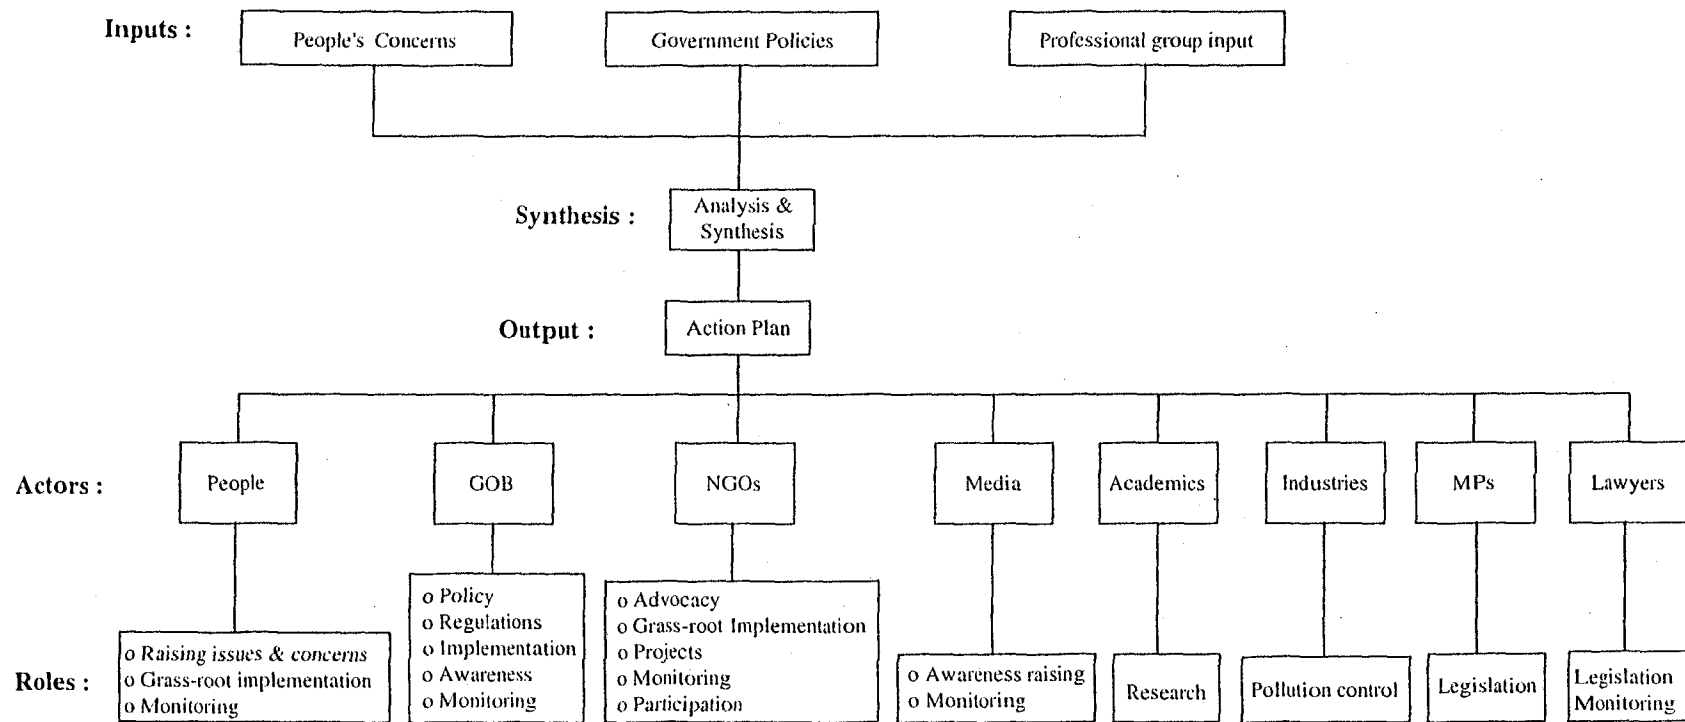 Inputs :
People's Concerns
Government Policies
Professional group input
Synthesis :
Analysis &
Synthesis
Output :
Action Plan
Actors :
People
GOB
NGOs
Media
Academics
Industries
MPs
Lawyers
Roles :
o Raising issues & concerns
o Grass-root implementation
o Monitoring
o Policy
o Regulations
o Implementation
o Awareness
o Monitoring
o Advocacy
o Grass-root Implementation
o Projects
o Monitoring
o Participation
o Awareness raising
o Monitoring
Research
Pollution control
Legislation
Legislation
Monitoring